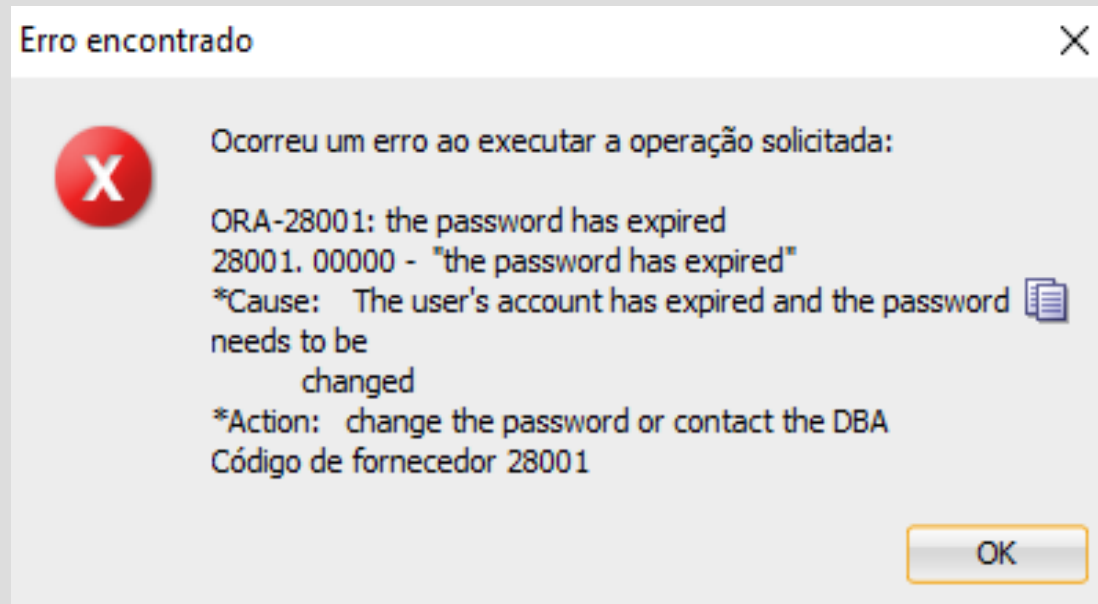 Erro encontrado
Ocorreu um erro ao executar a operação solicitada:
ORA-28001: the password has expired
28001. 00000 -  "the password has expired"
*Cause:    The user's account has expired and the password
needs to be
changed
*Action:   change the password or contact the DBA
Código de fornecedor 28001
OK